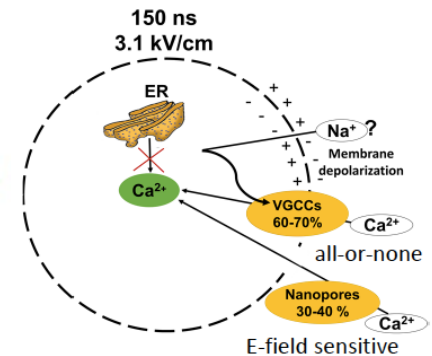 150 ns
3.1 kV/cm
ER
Na⁺ ?
Membrane
depolarization
Ca²⁺
VGCCs
60-70%
Ca²⁺
all-or-none
Nanopores
30-40 %
Ca²⁺
E-field sensitive